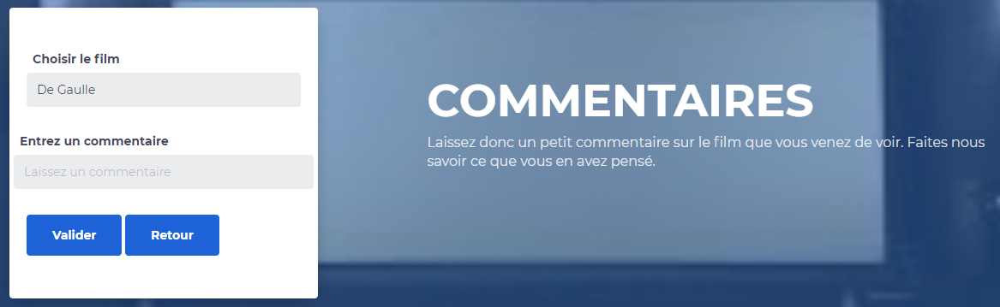 Choisir le film
De Gaulle
Entrez un commentaire
Laissez un commentaire
Valider
Retour
COMMENTAIRES
Laissez donc un petit commentaire sur le film que vous venez de voir. Faites nous
savoir ce que vous en avez pensé.